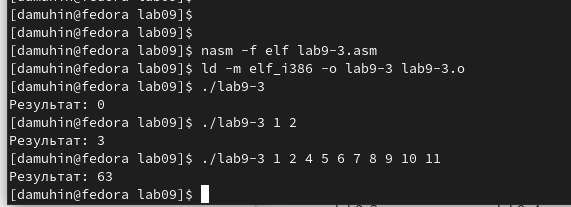 [damuhin@fedora lab09]$
[damuhin@fedora lab09]$
[damuhin@fedora lab09]$
[damuhin@fedora lab09]$ nasm -f elf lab9-3.asm
[damuhin@fedora lab09]$ ld -m elf_i386 -o lab9-3 lab9-3.o
[damuhin@fedora lab09]$ ./lab9-3
Результат: 0
[damuhin@fedora lab09]$ ./lab9-3 1 2
Результат: 3
[damuhin@fedora lab09]$ ./lab9-3 1 2 4 5 6 7 8 9 10 11
Результат: 63
[damuhin@fedora lab09]$